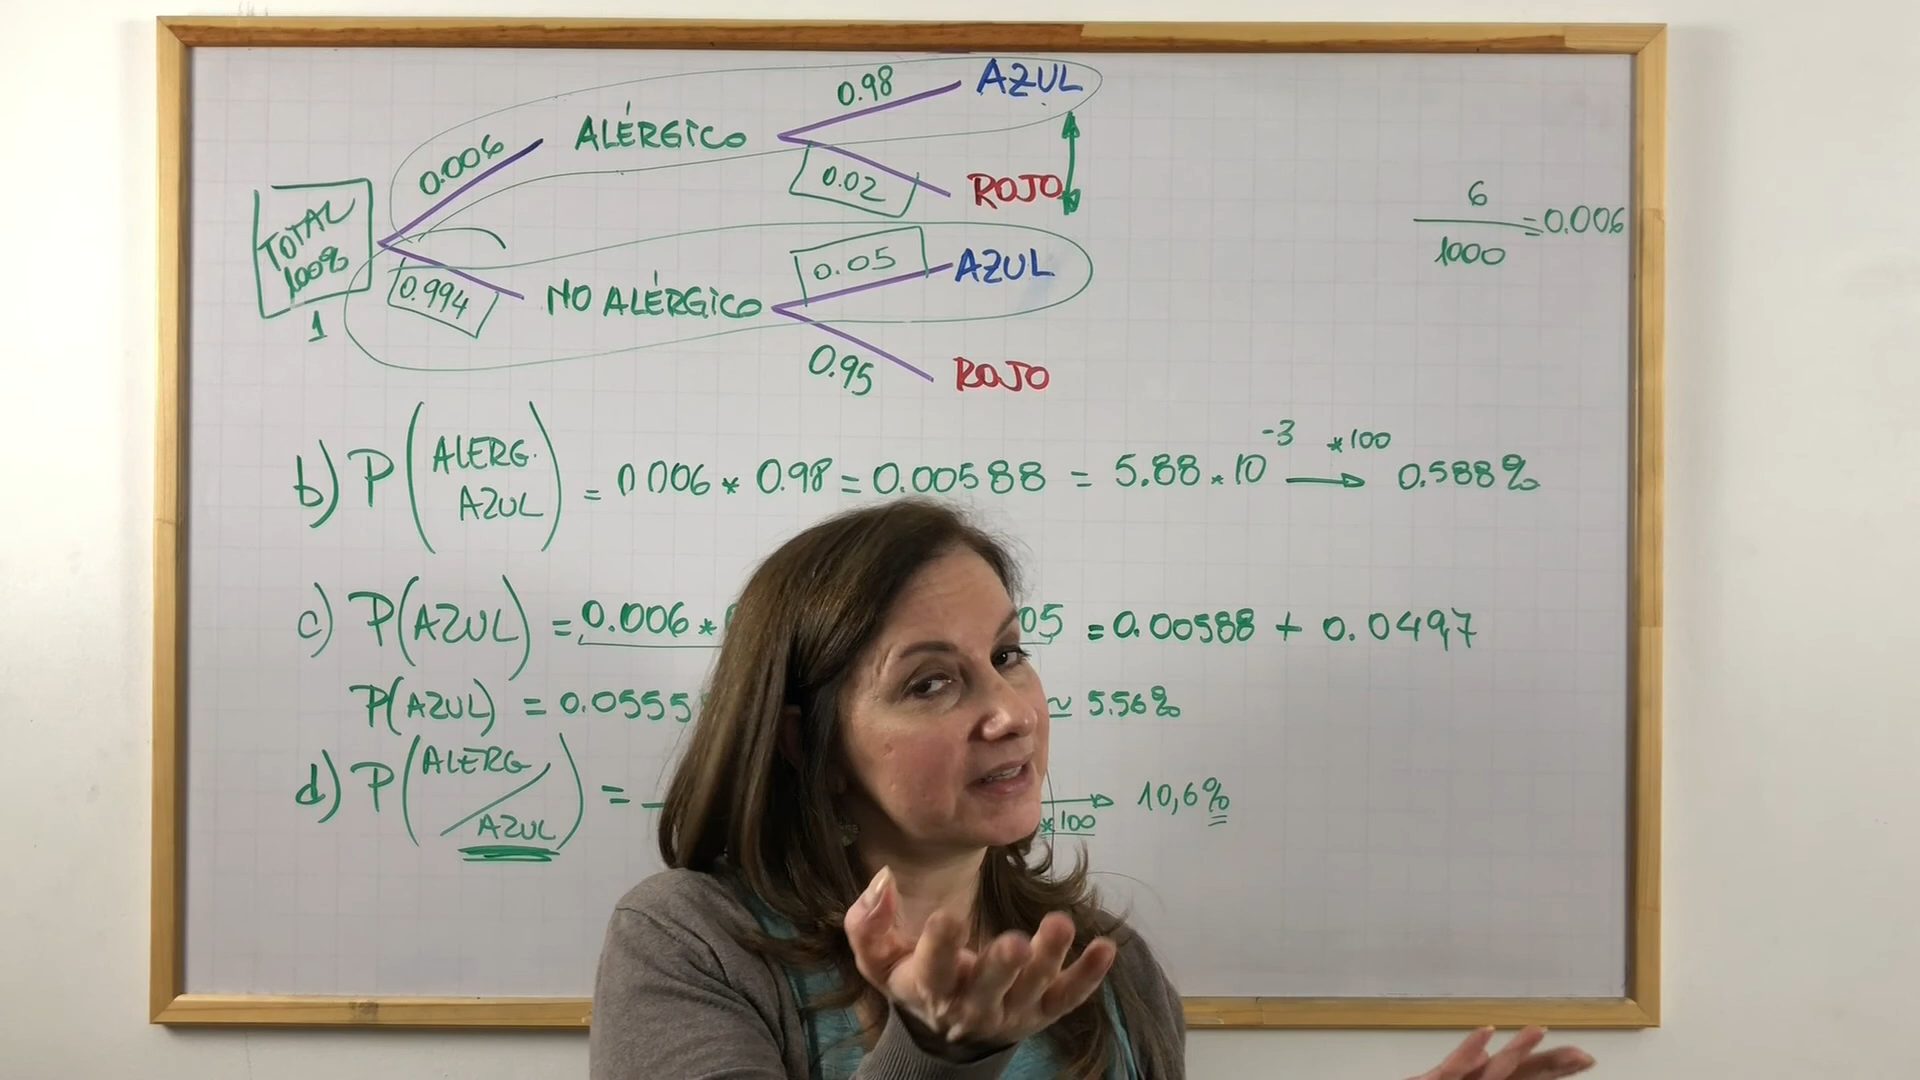 0.98 AZUL
0.006 ALÉRGICO
0.02 ROJO
TOTAL
100%
1
0.994 NO ALÉRGICO
0.05 AZUL
0.95 ROJO
6
1000
=0.006
b) P(ALERG. AZUL) = 0.006 * 0.98 = 0.00588 = 5.88 * 10^-3 *100 → 0.588%
c) P(AZUL) = 0.006 * 05 = 0.00588 + 0.0497
P(AZUL) = 0.0555 ≃ 5.56%
d) P(ALERG / AZUL) = *100 → 10,6%